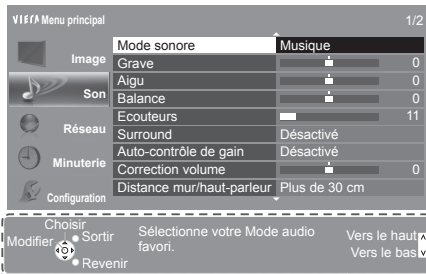 VIErA Menu principal 1/2
Image
Son
Réseau
Minuterie
Configuration
Mode sonore Musique
Grave 0
Aigu 0
Balance 0
Ecouteurs 11
Surround Désactivé
Auto-contrôle de gain Désactivé
Correction volume 0
Distance mur/haut-parleur Plus de 30 cm
Choisir
Modifier Sortir
Revenir
Sélectionne votre Mode audio
favori.
Vers le haut
Vers le bas